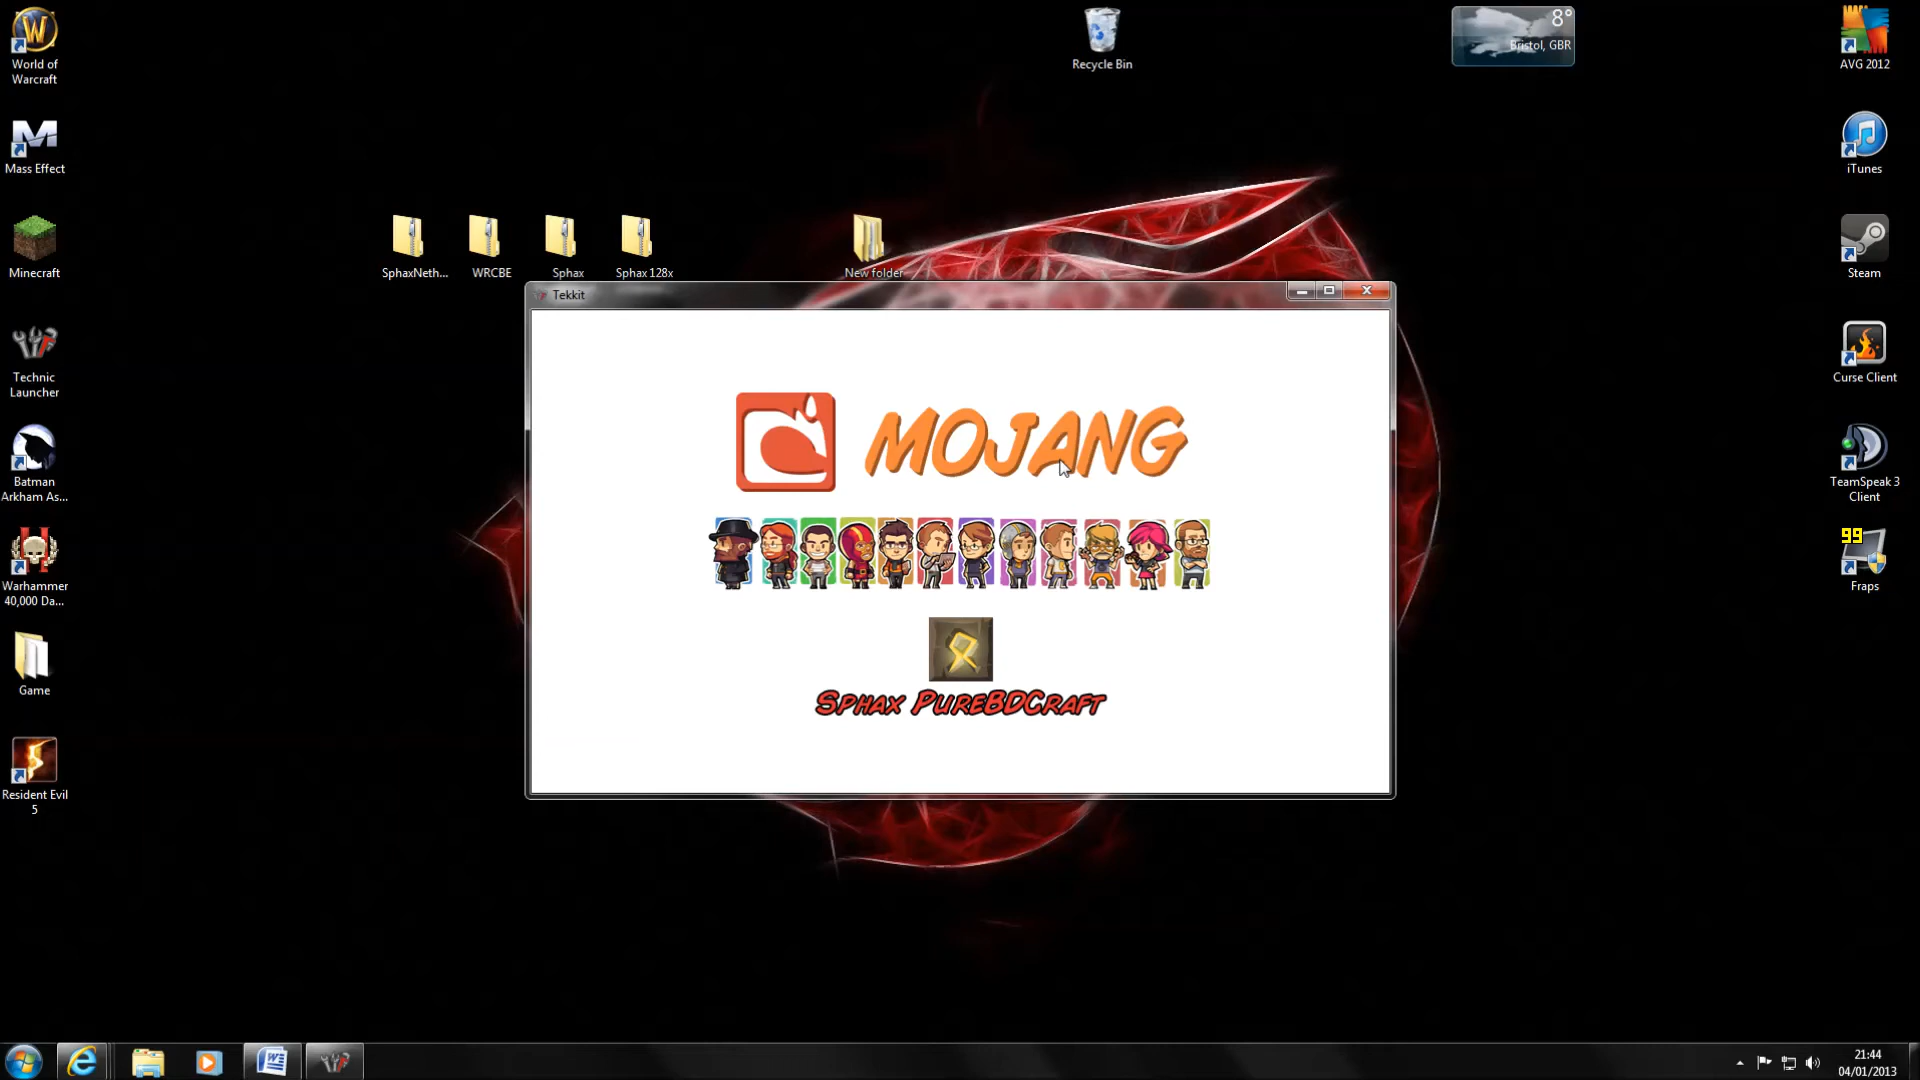 World of
Warcraft
Recycle Bin
8°
Bristol, GBR
AVG 2012
Mass Effect
iTunes
Minecraft
SphaxNeth...
WRCBE
Sphax
Sphax 128x
New folder
Steam
Tekkit
Technic
Launcher
Curse Client
MOJANG
Batman
Arkham As...
TeamSpeak 3
Client
Warhammer
40,000 Da...
99
Fraps
Game
Sphax PureBDCraft
Resident Evil
5
21:44
04/01/2013